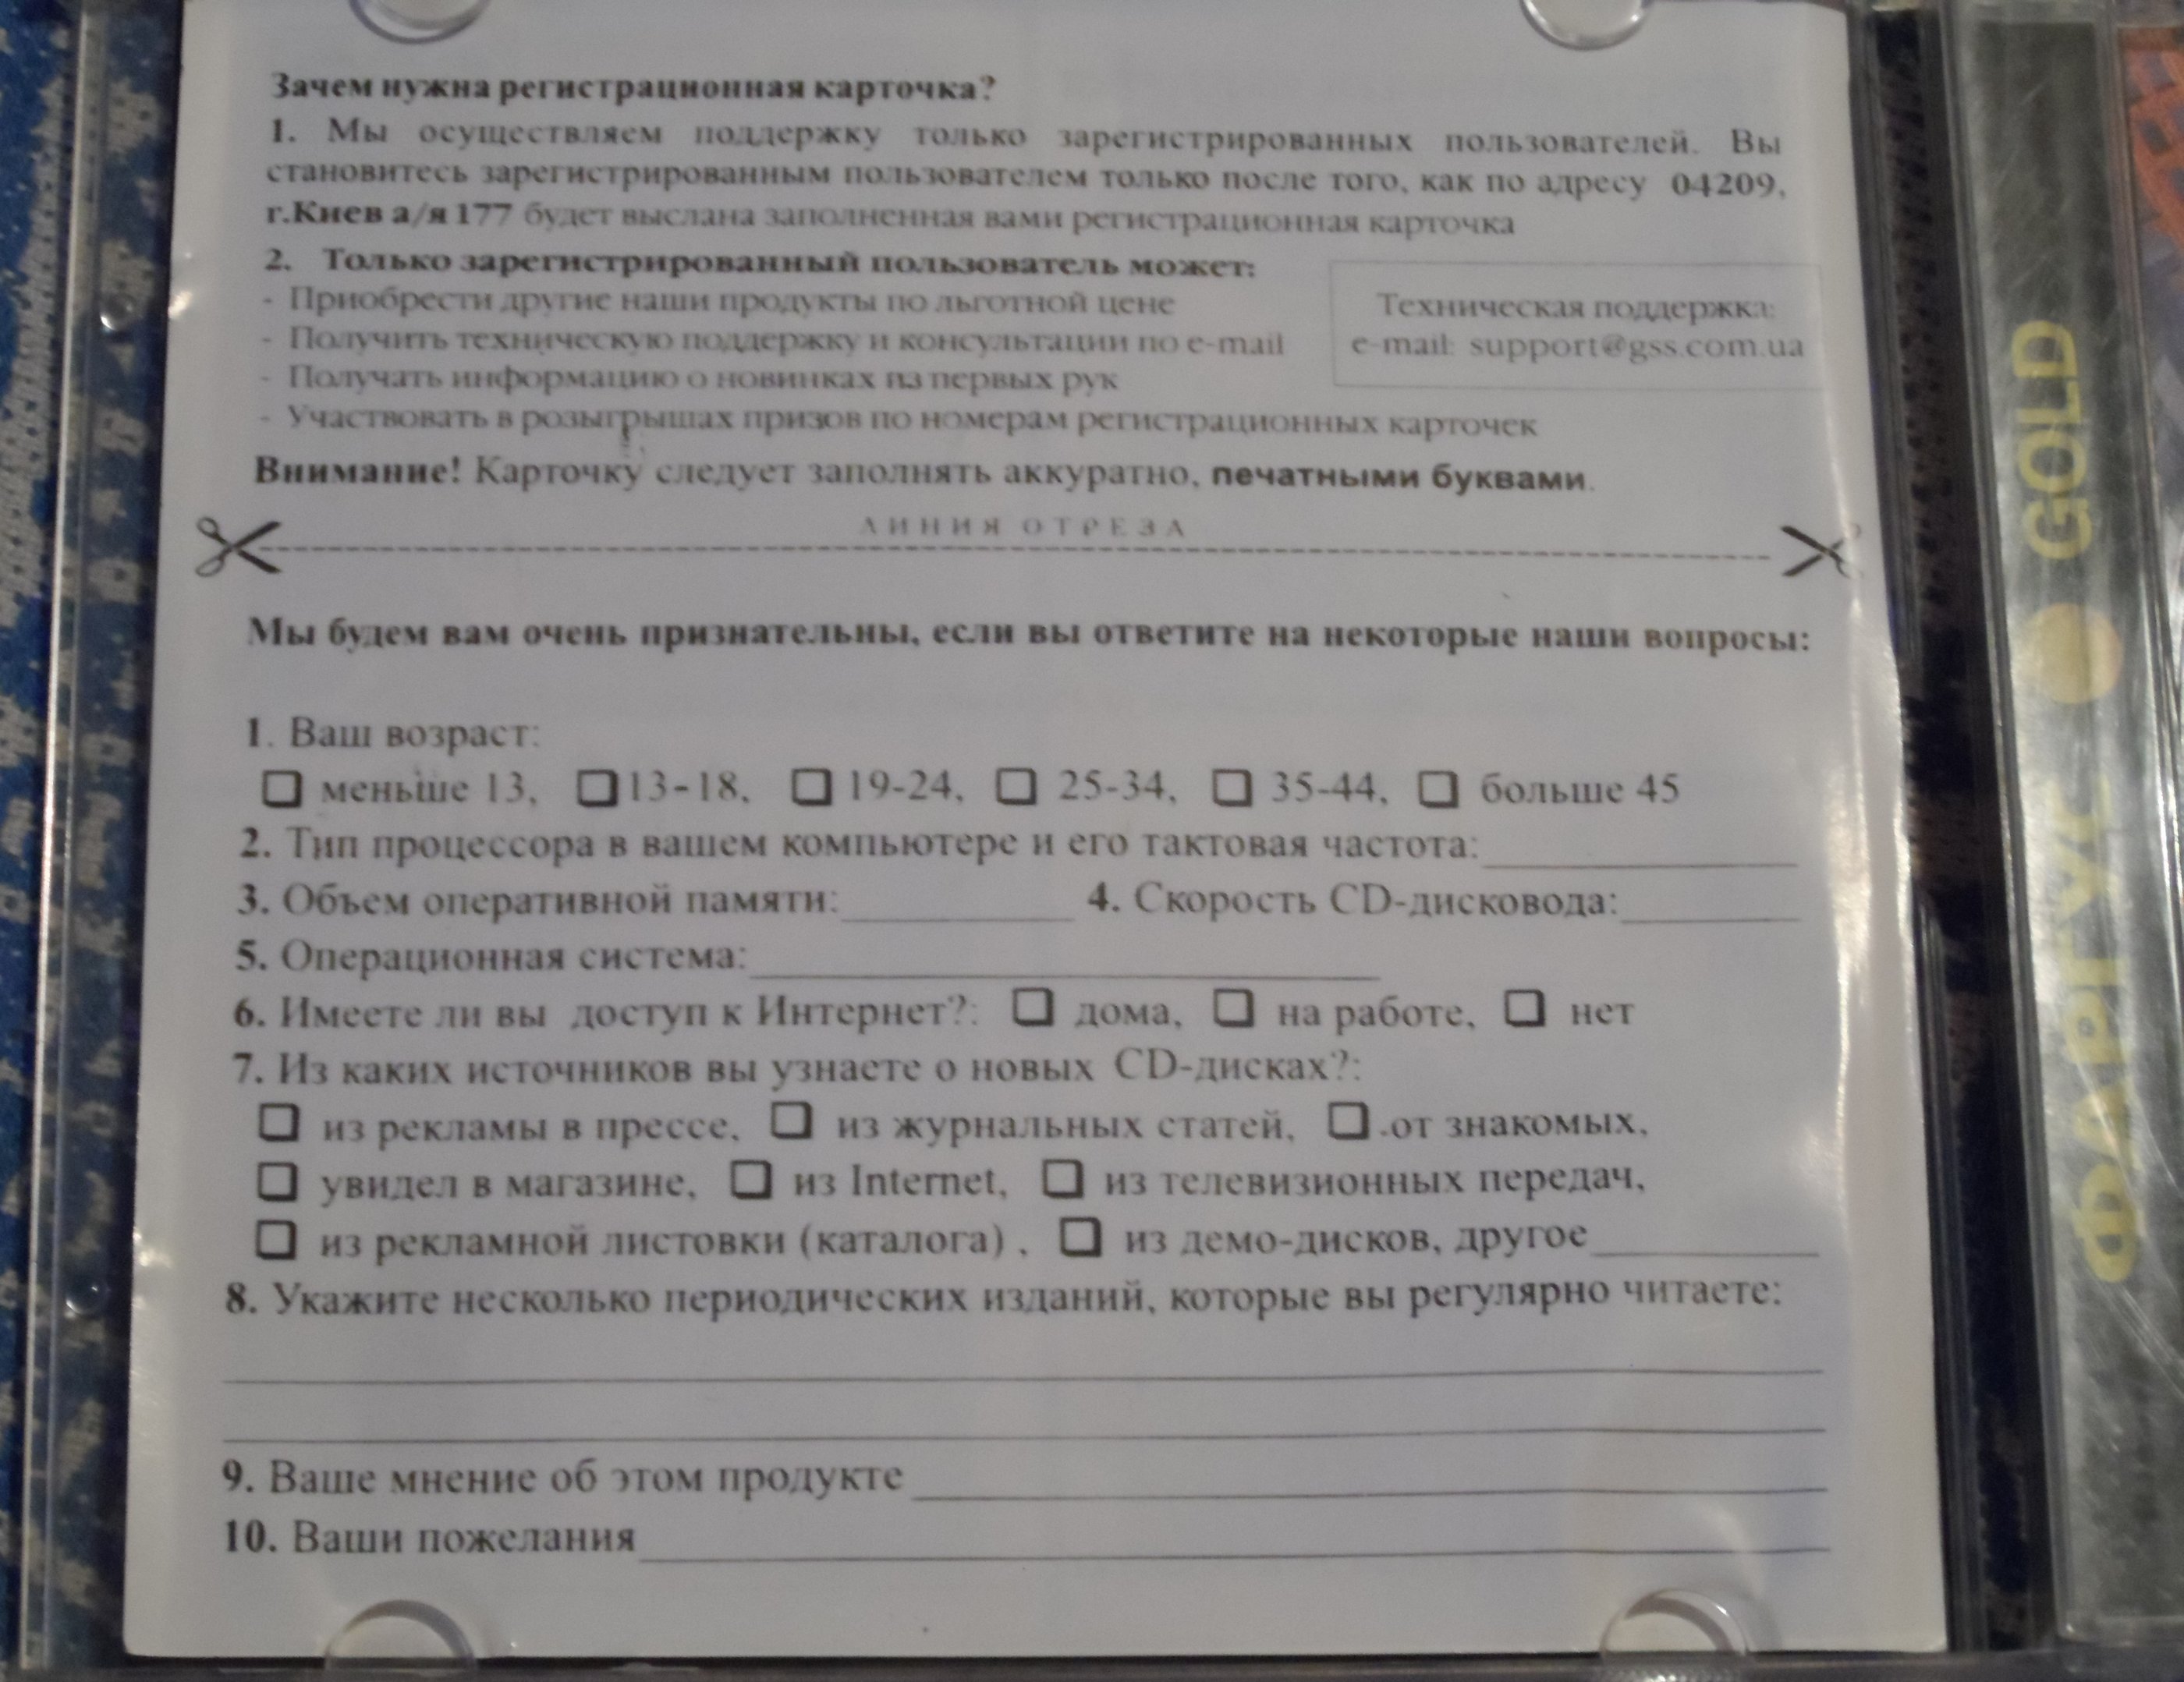 Зачем нужна регистрационная карточка?
1. Мы осуществляем поддержку только зарегистрированных пользователей. Вы
становитесь зарегистрированным пользователем только после того, как по адресу 04209,
г.Киев а/я 177 будет выслана заполненная вами регистрационная карточка
2. Только зарегистрированный пользователь может:
- Приобрести другие наши продукты по льготной цене
- Получить техническую поддержку и консультации по e-mail
- Получать информацию о новинках из первых рук
- Участвовать в розыгрышах призов по номерам регистрационных карточек
Техническая поддержка:
e-mail: support@gss.com.ua
Внимание! Карточку следует заполнять аккуратно, печатными буквами.
ЛИНИЯ ОТРЕЗА
Мы будем вам очень признательны, если вы ответите на некоторые наши вопросы:
1. Ваш возраст:
меньше 13, 13-18, 19-24, 25-34, 35-44, больше 45
2. Тип процессора в вашем компьютере и его тактовая частота:
3. Объем оперативной памяти: 4. Скорость CD-дисковода:
5. Операционная система:
6. Имеете ли вы доступ к Интернет?: дома, на работе, нет
7. Из каких источников вы узнаете о новых CD-дисках?:
из рекламы в прессе, из журнальных статей, от знакомых,
увидел в магазине, из Internet, из телевизионных передач,
из рекламной листовки (каталога) , из демо-дисков, другое
8. Укажите несколько периодических изданий, которые вы регулярно читаете:
9. Ваше мнение об этом продукте
10. Ваши пожелания
ФАРГУС GOLD